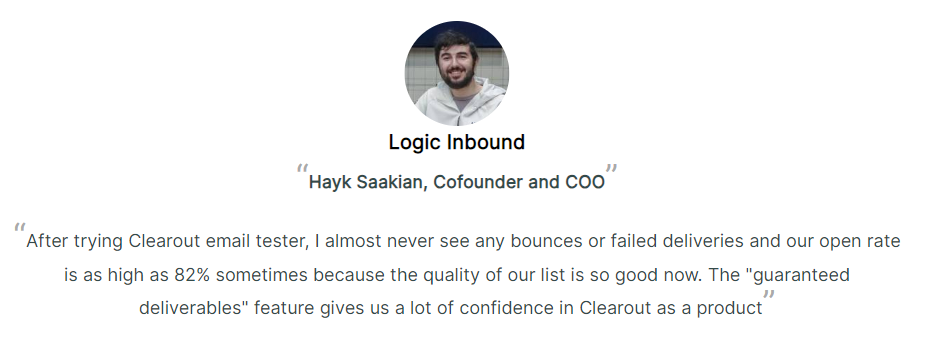 Logic Inbound
“Hayk Saakian, Cofounder and COO”
“After trying Clearout email tester, I almost never see any bounces or failed deliveries and our open rate
is as high as 82% sometimes because the quality of our list is so good now. The "guaranteed
deliverables" feature gives us a lot of confidence in Clearout as a product”